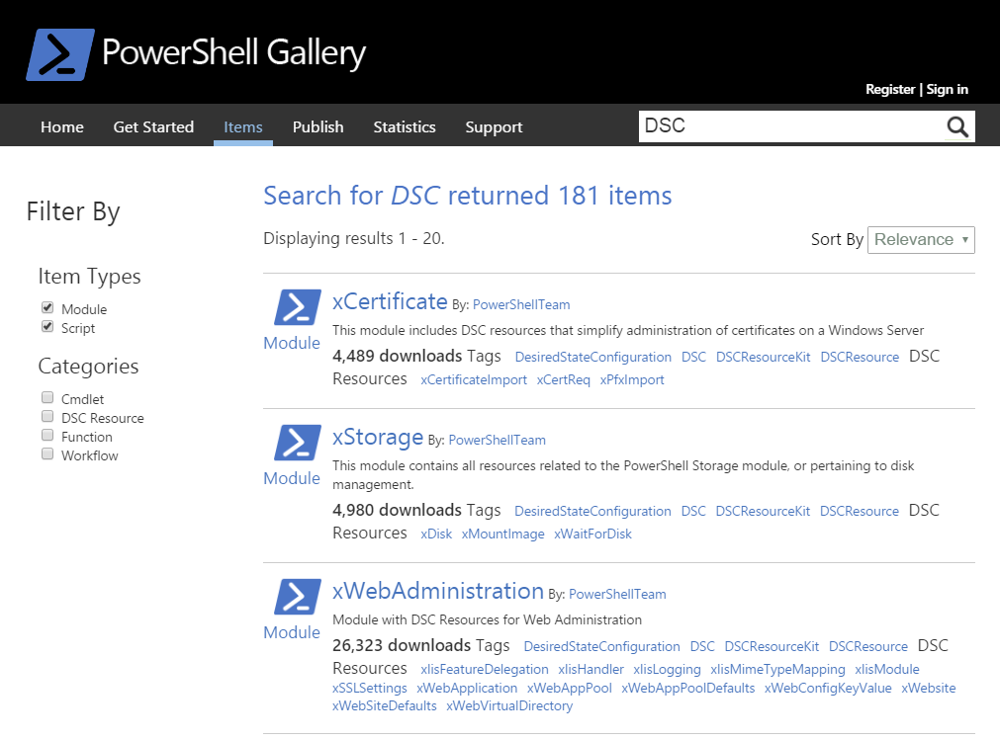 PowerShell Gallery
Register | Sign in
Home Get Started Items Publish Statistics Support
DSC
Filter By
Item Types
Module
Script
Categories
Cmdlet
DSC Resource
Function
Workflow
Search for DSC returned 181 items
Displaying results 1 - 20.
Sort By Relevance
xCertificate By: PowerShellTeam
Module
This module includes DSC resources that simplify administration of certificates on a Windows Server
4,489 downloads Tags DesiredStateConfiguration DSC DSCResourceKit DSCResource DSC
Resources xCertificateImport xCertReq xPfxImport
xStorage By: PowerShellTeam
Module
This module contains all resources related to the PowerShell Storage module, or pertaining to disk
management.
4,980 downloads Tags DesiredStateConfiguration DSC DSCResourceKit DSCResource DSC
Resources xDisk xMountImage xWaitForDisk
xWebAdministration By: PowerShellTeam
Module
Module with DSC Resources for Web Administration
26,323 downloads Tags DesiredStateConfiguration DSC DSCResourceKit DSCResource DSC
Resources xIisFeatureDelegation xIisHandler xIisLogging xIisMimeTypeMapping xIisModule
xSSLSettings xWebApplication xWebAppPool xWebAppPoolDefaults xWebConfigKeyValue xWebsite
xWebSiteDefaults xWebVirtualDirectory